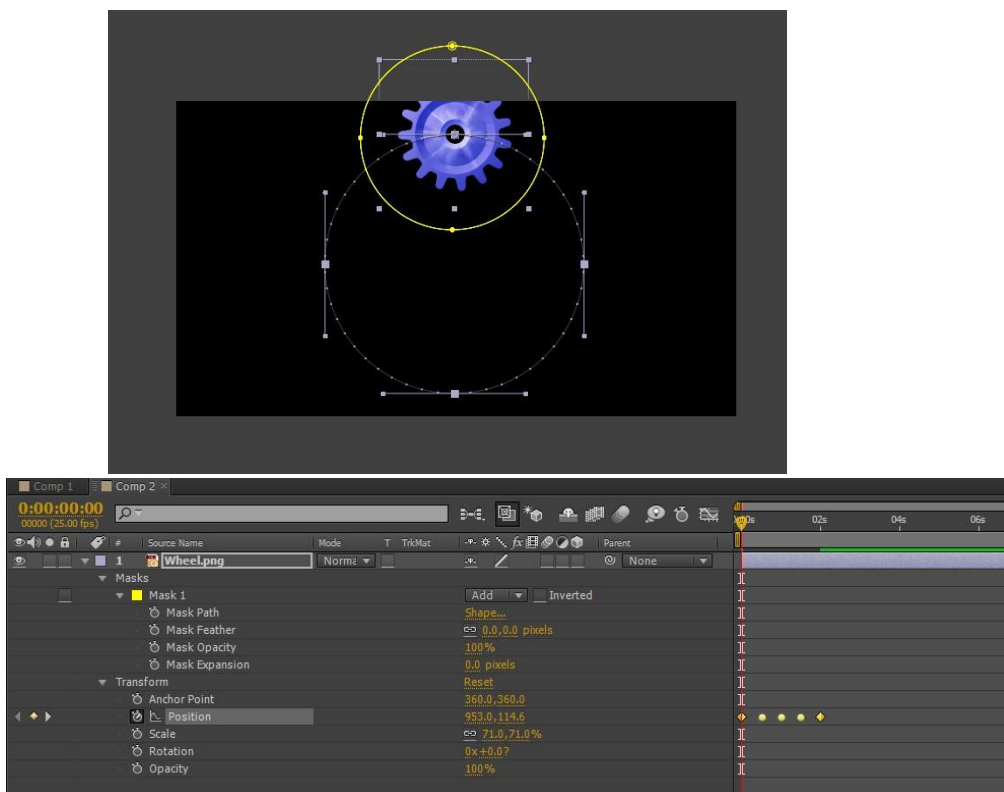 Comp 1 Comp 2 ×
0:00:00:00
00000 (25.00 fps)
00s 02s 04s 06s
# Source Name Mode T TrkMat fx Parent
1 Wheel.png Norma None
Masks
Mask 1 Add Inverted
Mask Path Shape...
Mask Feather 0.0,0.0 pixels
Mask Opacity 100%
Mask Expansion 0.0 pixels
Transform Reset
Anchor Point 360.0,360.0
Position 953.0,114.6
Scale 71.0,71.0%
Rotation 0x+0.0?
Opacity 100%